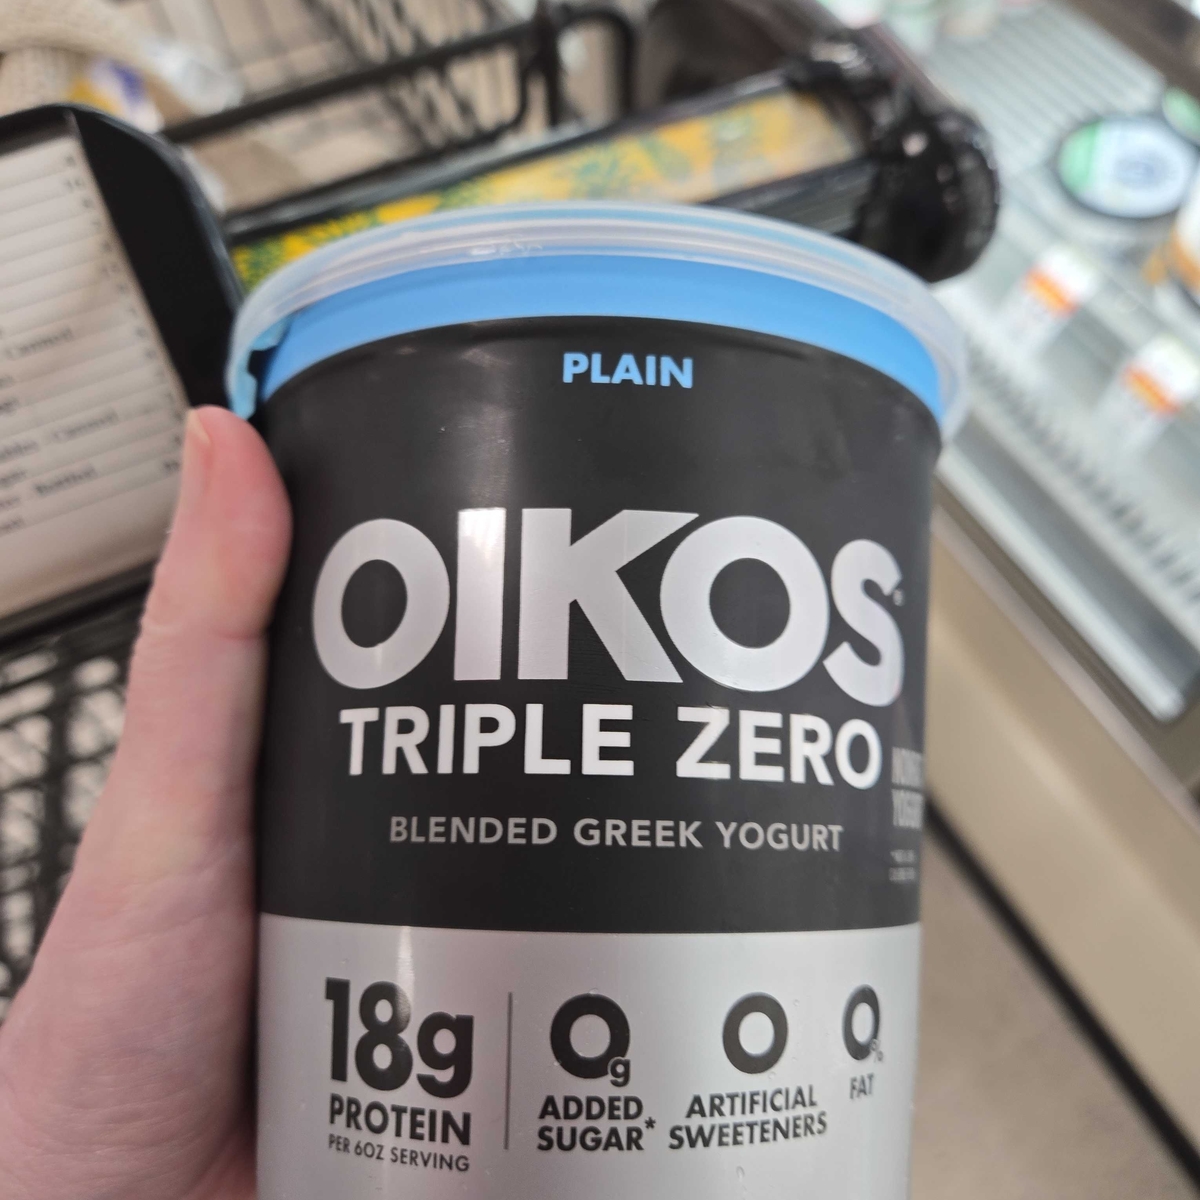 PLAIN
OIKOS
TRIPLE ZERO
BLENDED GREEK YOGURT
18g
PROTEIN
PER 6OZ SERVING
0g
ADDED
SUGAR*
0
ARTIFICIAL
SWEETENERS
0%
FAT